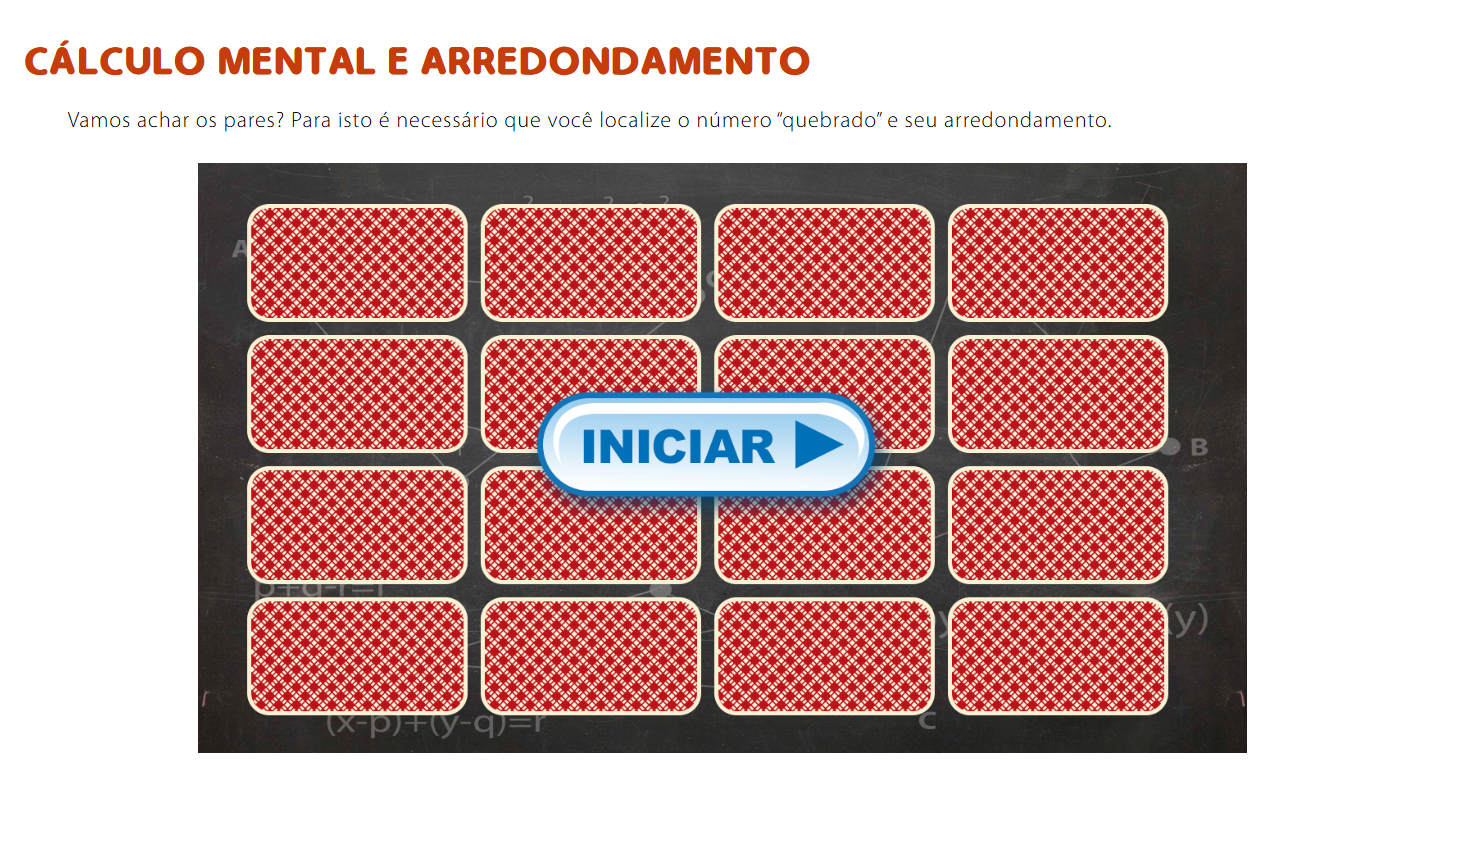 CÁLCULO MENTAL E ARREDONDAMENTO
Vamos achar os pares? Para isto é necessário que você localize o número “quebrado” e seu arredondamento.
A
INICIAR
B
p+q-r=r
(y)
(x-p)+(y-q)=r
C